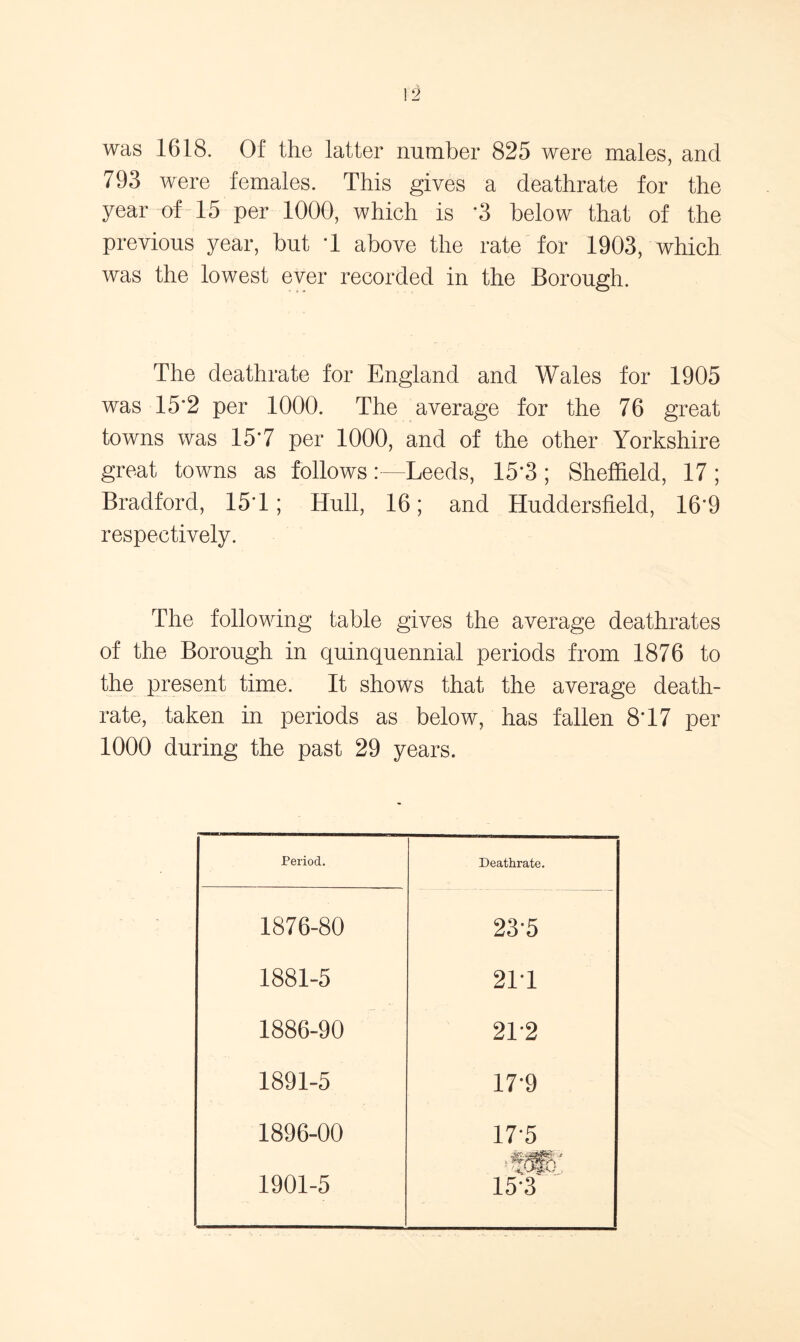 12
was 1618. Of the latter number 825 were males, and
793 were females. This gives a deathrate for the
year of 15 per 1000, which is ·3 below that of the
previous year, but ·1 above the rate for 1903, which
was the lowest ever recorded in the Borough.
The deathrate for England and Wales for 1905
was 15·2 per 1000. The average for the 76 great
towns was 15·7 per 1000, and of the other Yorkshire
great towns as follows:—Leeds, 15·3; Sheffield, 17;
Bradford, 15·1; Hull, 16; and Huddersfield, 16·9
respectively.
The following table gives the average deathrates
of the Borough in quinquennial periods from 1876 to
the present time. It shows that the average death-
rate, taken in periods as below, has fallen 8·17 per
1000 during the past 29 years.
Period. Deathrate.
1876-80 23·5
1881-5 21·1
1886-90 21·2
1891-5 17·9
1896-00 17·5
1901-5 15·3